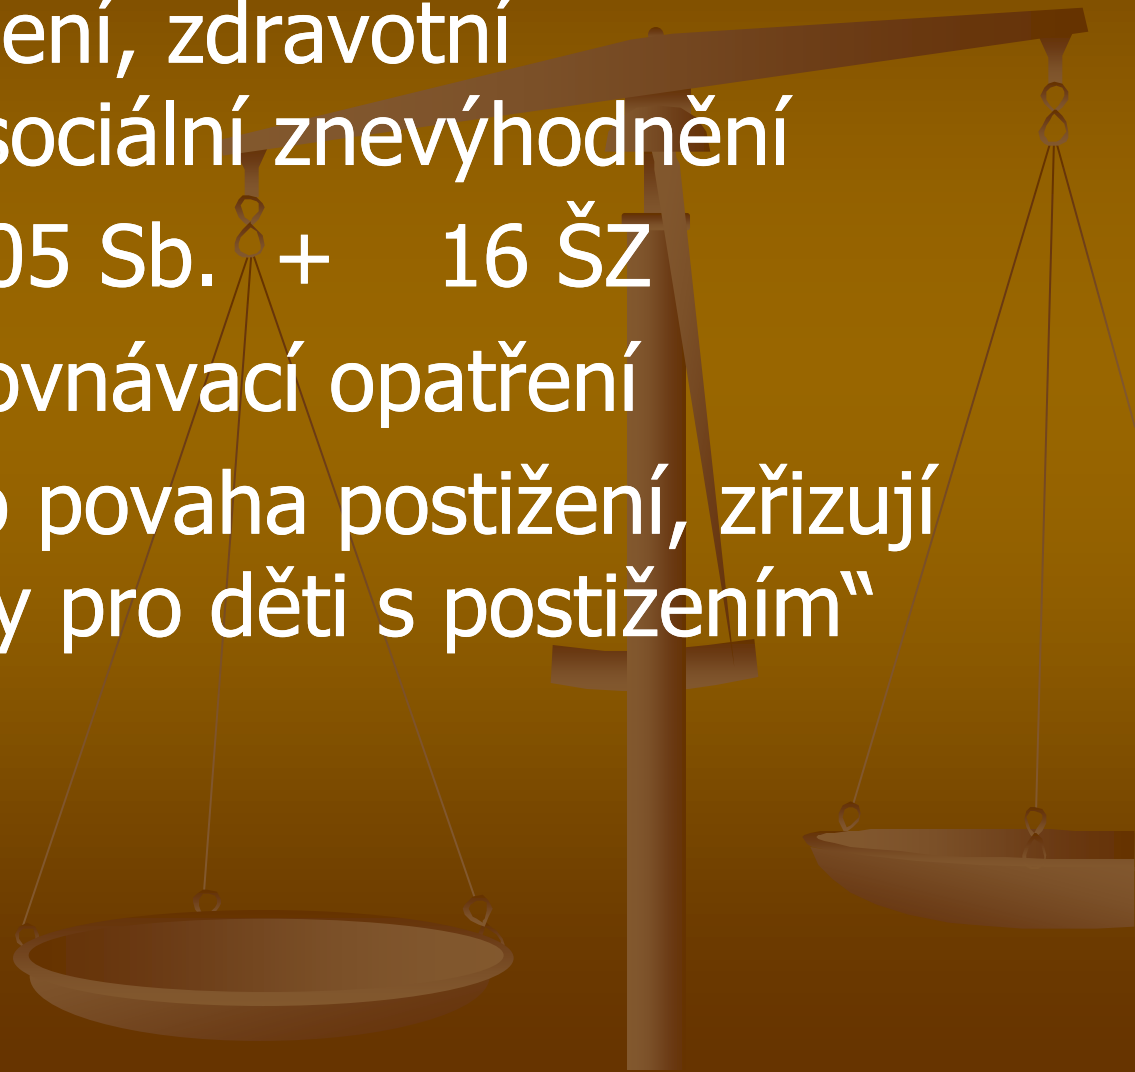 ení, zdravotní
sociální znevýhodnění
05 Sb. + 16 ŠZ
ovnávací opatření
o povaha postižení, zřizují
y pro děti s postižením“